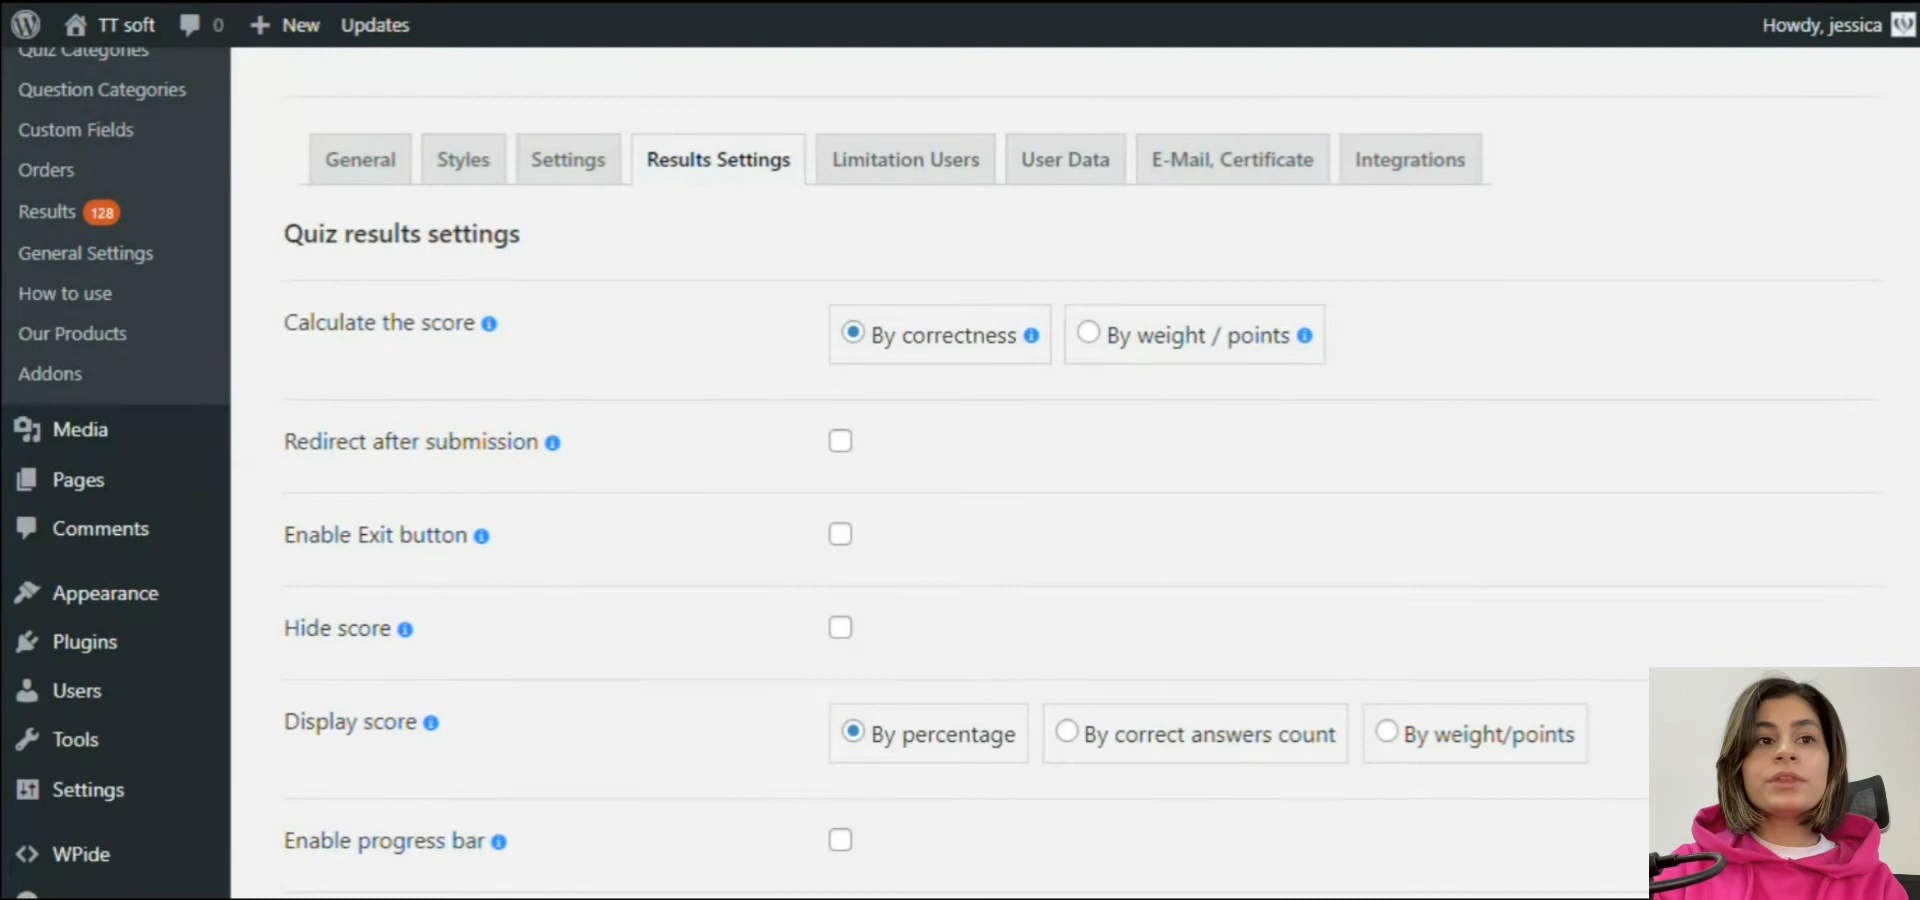 TT soft 0 New Updates Howdy, jessica
Quiz Categories
Question Categories
Custom Fields
Orders
Results 128
General Settings
How to use
Our Products
Addons
Media
Pages
Comments
Appearance
Plugins
Users
Tools
Settings
WPide
General Styles Settings Results Settings Limitation Users User Data E-Mail, Certificate Integrations
Quiz results settings
Calculate the score By correctness By weight / points
Redirect after submission
Enable Exit button
Hide score
Display score By percentage By correct answers count By weight/points
Enable progress bar